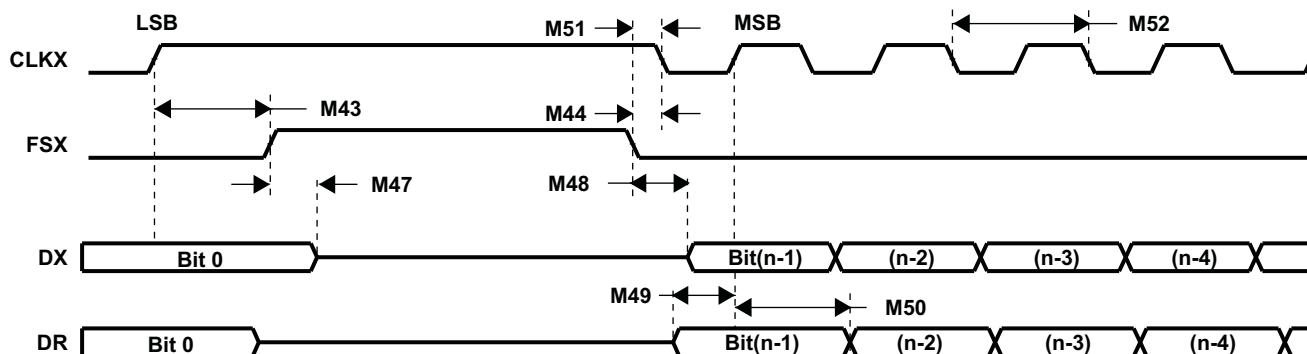 LSB
M51
MSB
M52
CLKX
M43
M44
FSX
M47
M48
DX
Bit 0
Bit(n-1)
(n-2)
(n-3)
(n-4)
M49
M50
DR
Bit 0
Bit(n-1)
(n-2)
(n-3)
(n-4)